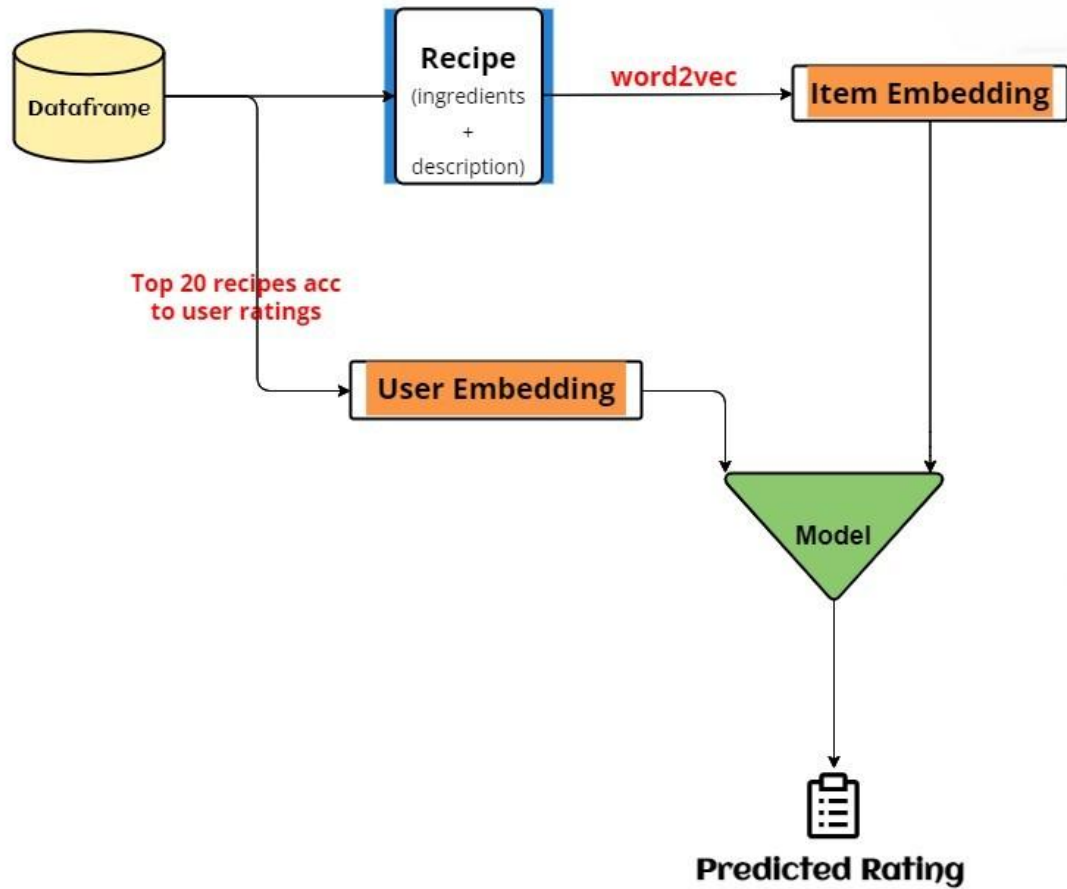 Dataframe
Recipe
(ingredients
+
description)
word2vec
Item Embedding
Top 20 recipes acc
to user ratings
User Embedding
Model
Predicted Rating